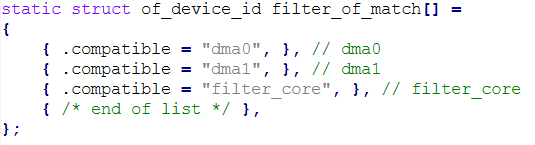 static struct of_device_id filter_of_match[] =
{
    { .compatible = "dma0", }, // dma0
    { .compatible = "dma1", }, // dma1
    { .compatible = "filter_core", }, // filter_core
    { /* end of list */ },
};